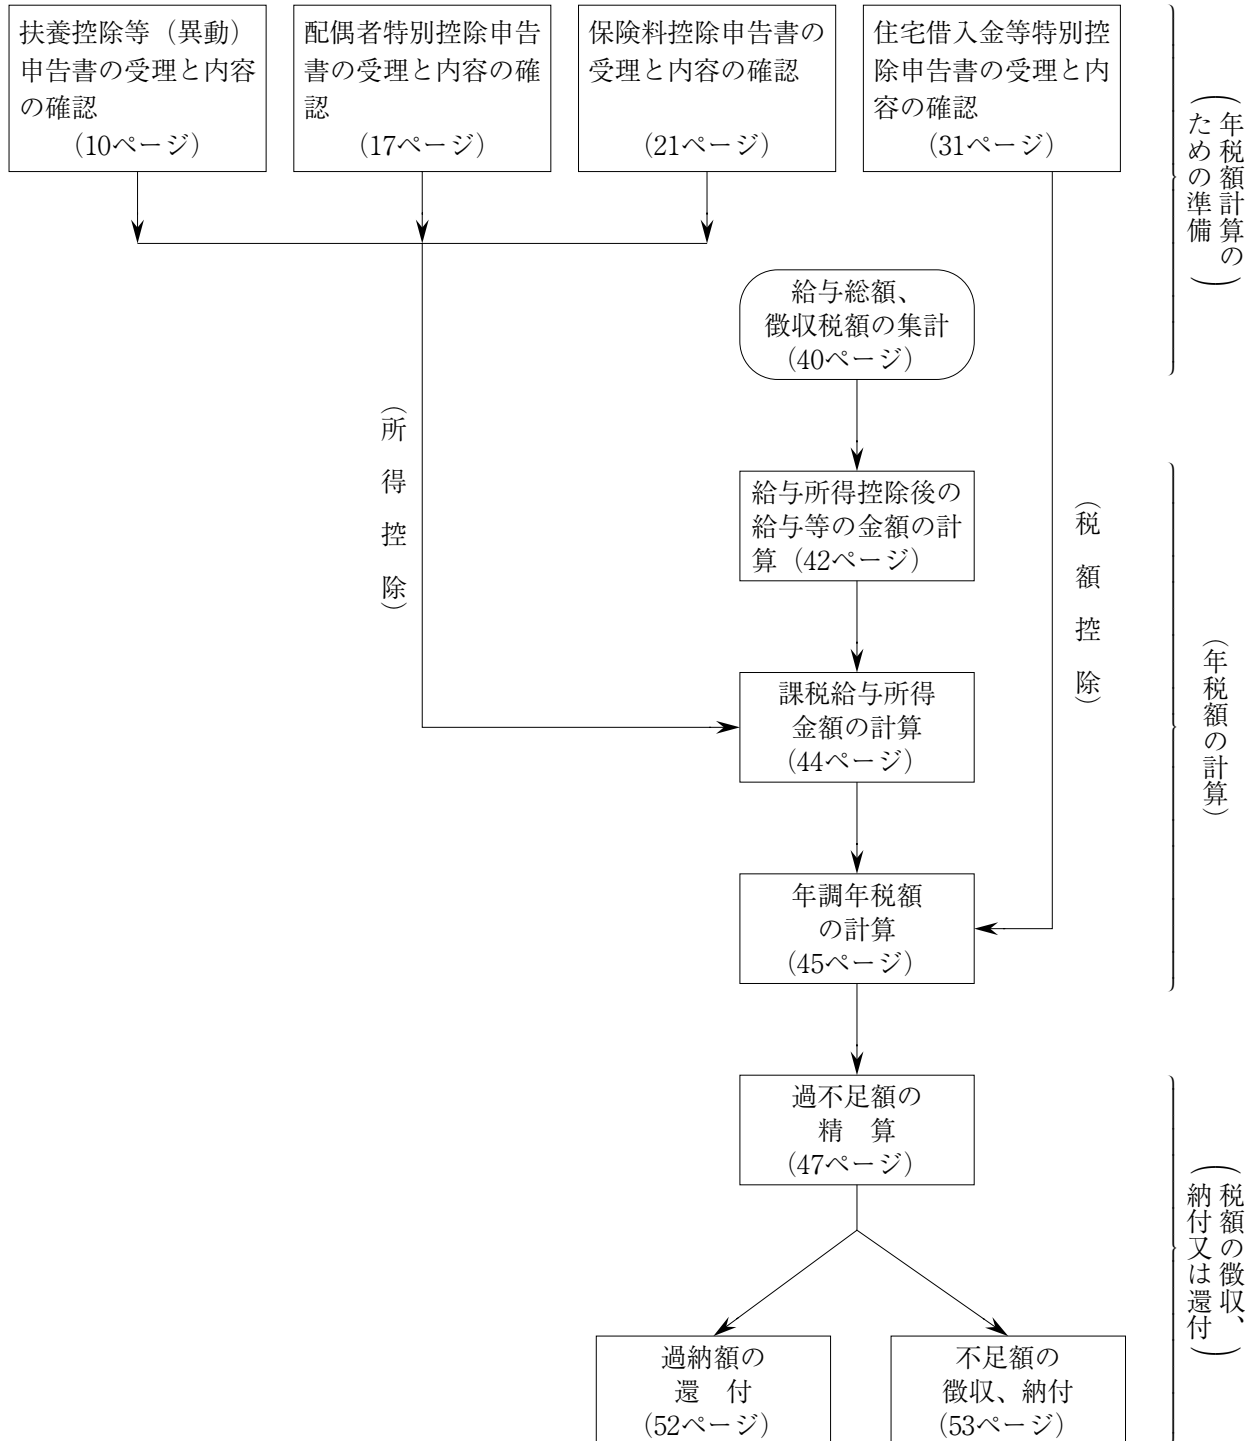 扶養控除等（異動）
申告書の受理と内容
の確認
（10ページ）
配偶者特別控除申告
書の受理と内容の確
認
（17ページ）
保険料控除申告書の
受理と内容の確認
（21ページ）
住宅借入金等特別控
除申告書の受理と内
容の確認
（31ページ）
（年税額計算の
ための準備）
給与総額、
徴収税額の集計
（40ページ）
（所得控除）
給与所得控除後の
給与等の金額の計
算（42ページ）
（税額控除）
課税給与所得
金額の計算
（44ページ）
（年税額の計算）
年調年税額
の計算
（45ページ）
過不足額の
精　算
（47ページ）
（税額の徴収、
納付又は還付）
過納額の
還　付
（52ページ）
不足額の
徴収、納付
（53ページ）